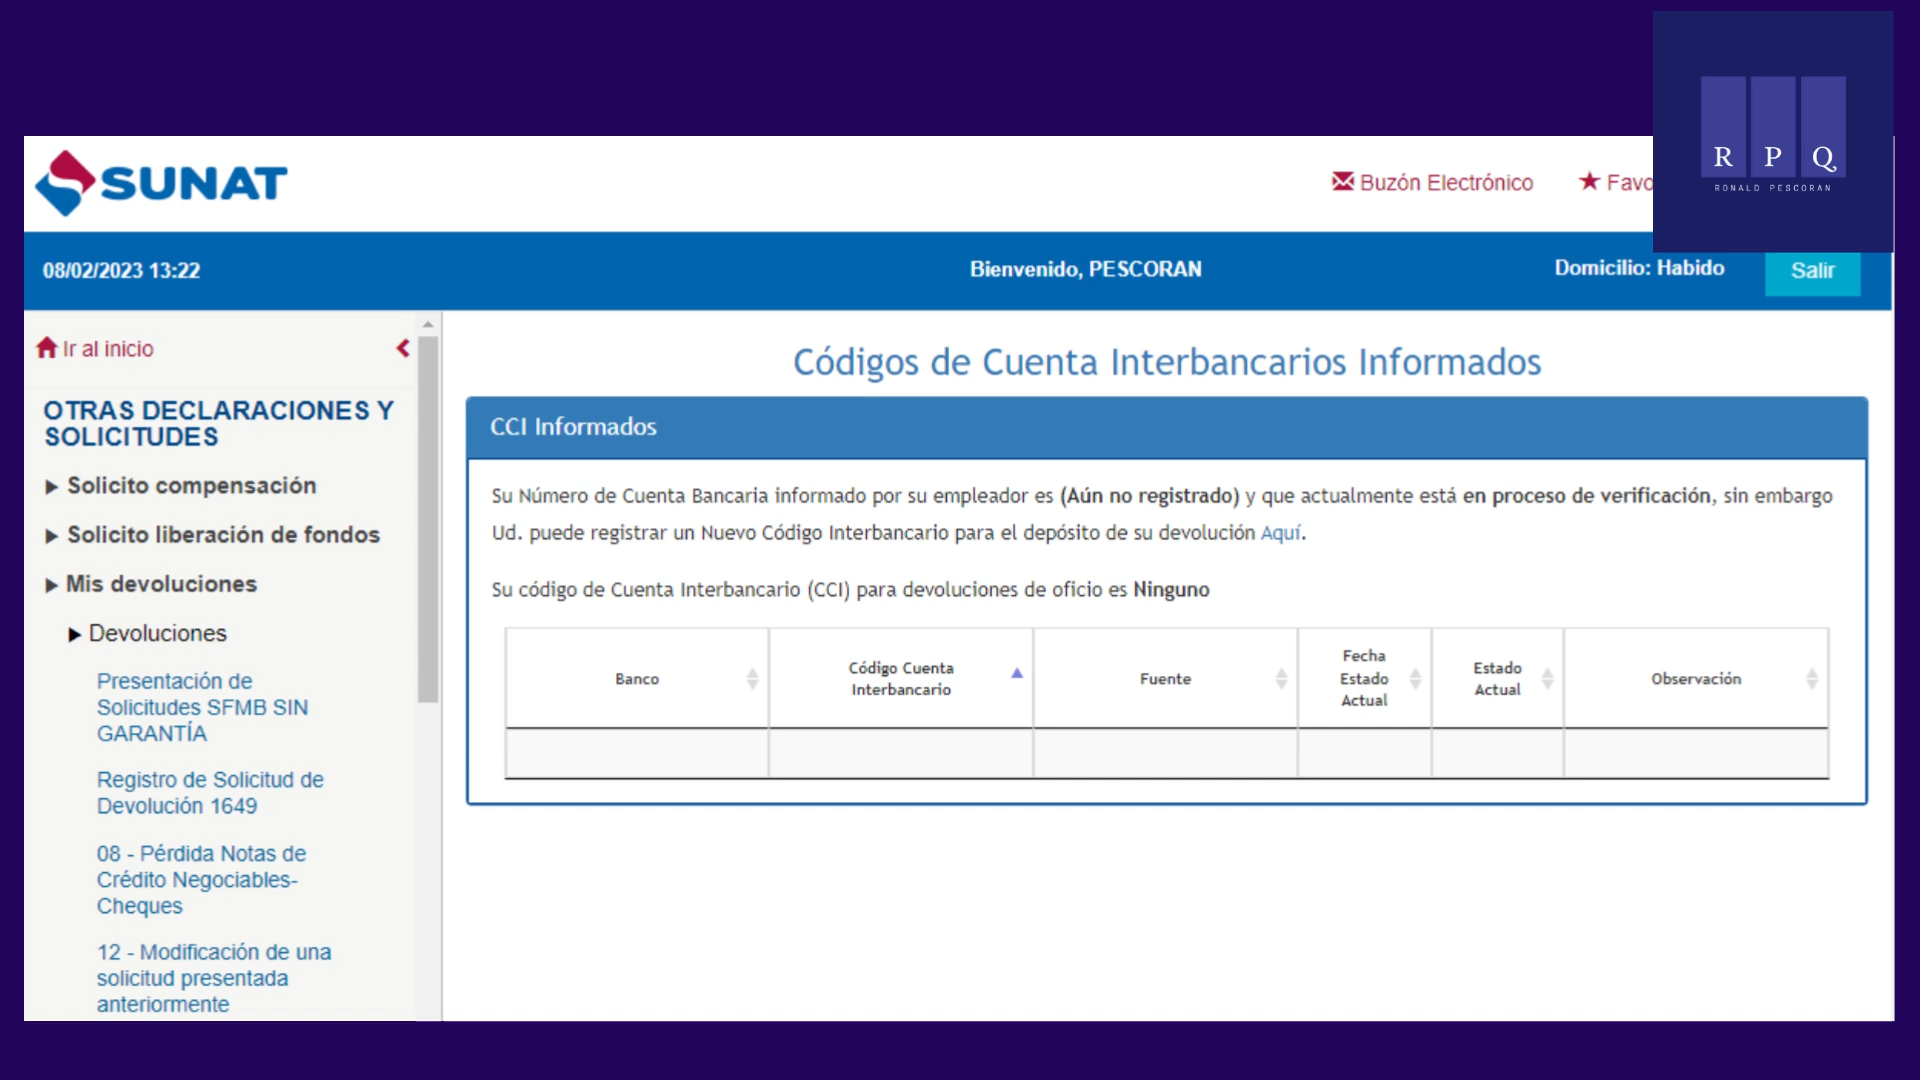 R P Q
RONALD PESCORAN
SUNAT
Buzón Electrónico
Favo
08/02/2023 13:22
Bienvenido, PESCORAN
Domicilio: Habido
Salir
Ir al inicio
OTRAS DECLARACIONES Y
SOLICITUDES
Solicito compensación
Solicito liberación de fondos
Mis devoluciones
Devoluciones
Presentación de
Solicitudes SFMB SIN
GARANTÍA
Registro de Solicitud de
Devolución 1649
08 - Pérdida Notas de
Crédito Negociables-
Cheques
12 - Modificación de una
solicitud presentada
anteriormente
Códigos de Cuenta Interbancarios Informados
CCI Informados
Su Número de Cuenta Bancaria informado por su empleador es (Aún no registrado) y que actualmente está en proceso de verificación, sin embargo
Ud. puede registrar un Nuevo Código Interbancario para el depósito de su devolución Aquí.
Su código de Cuenta Interbancario (CCI) para devoluciones de oficio es Ninguno
Banco
Código Cuenta
Interbancario
Fuente
Fecha
Estado
Actual
Estado
Actual
Observación